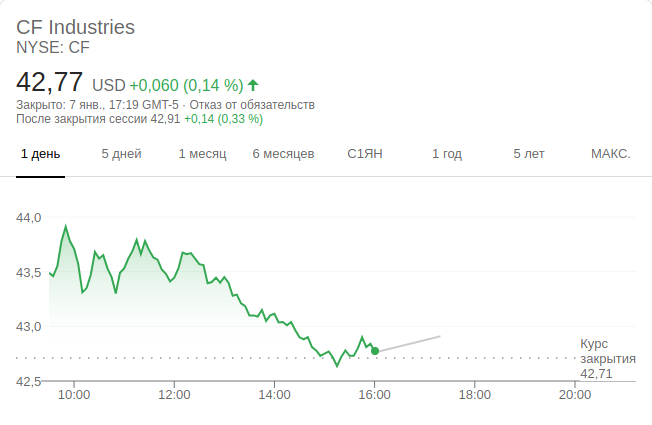 CF Industries
NYSE: CF
42,77 USD +0,060 (0,14 %)
Закрыто: 7 янв., 17:19 GMT-5 · Отказ от обязательств
После закрытия сессии 42,91 +0,14 (0,33 %)
1 день 5 дней 1 месяц 6 месяцев С1ЯН 1 год 5 лет МАКС.
44,0
43,5
43,0
Курс
закрытия
42,71
42,5
10:00 12:00 14:00 16:00 18:00 20:00